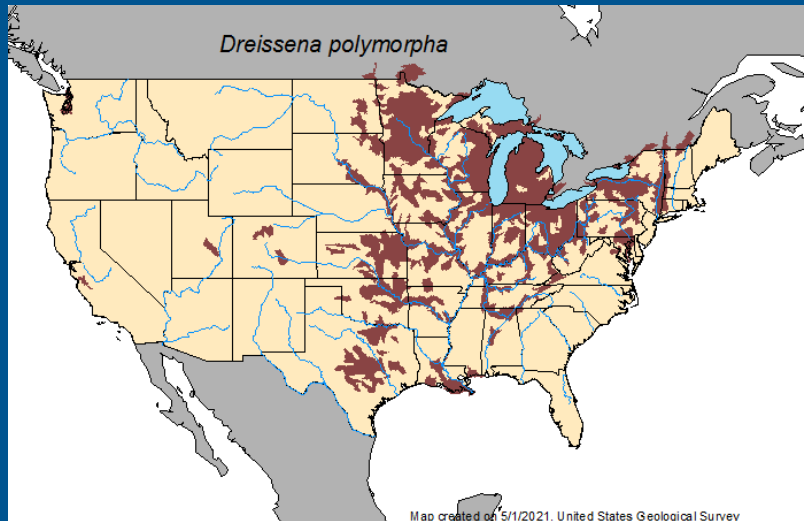 Dreissena polymorpha
Map created on 5/1/2021. United States Geological Survey